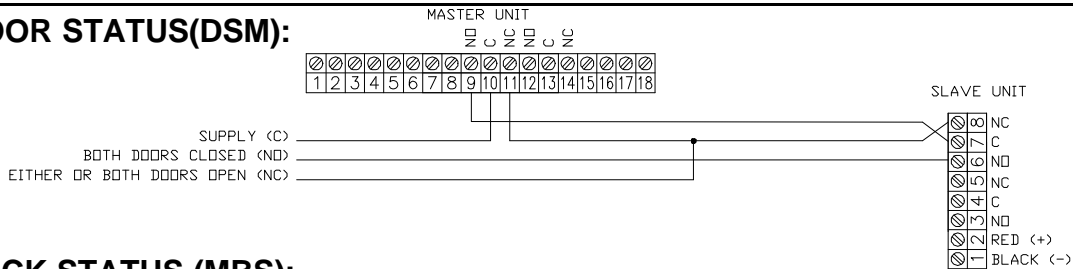 OOR STATUS(DSM):
MASTER UNIT
NO C NC NO C NC
1 2 3 4 5 6 7 8 9 10 11 12 13 14 15 16 17 18
SUPPLY (C)
BOTH DOORS CLOSED (NO)
EITHER OR BOTH DOORS OPEN (NC)
SLAVE UNIT
8 NC
7 C
6 NO
5 NC
4 C
3 NO
2 RED (+)
1 BLACK (-)
CK STATUS (MBS):